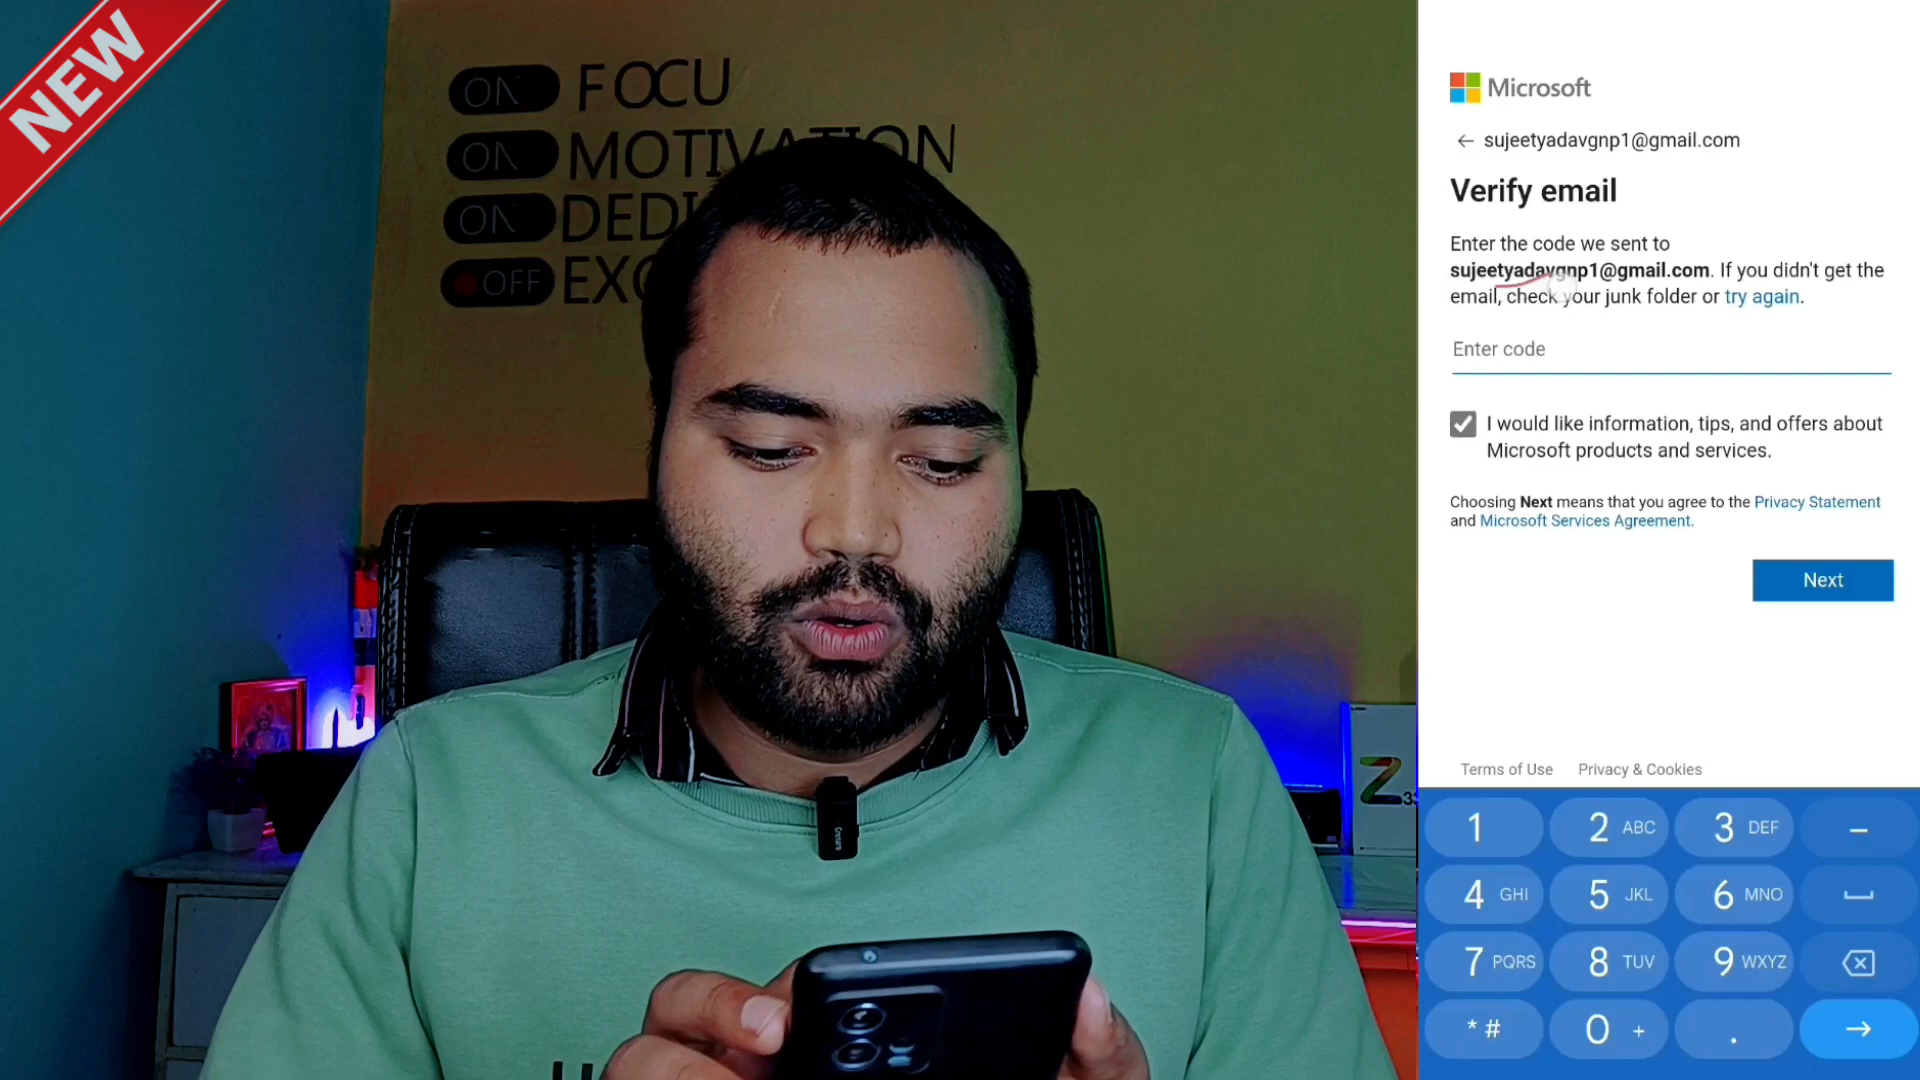 NEW
ON FOCU
ON MOTIVATION
ON DEDI
OFF EXC
Z
Microsoft
← sujeetyadavgnp1@gmail.com
Verify email
Enter the code we sent to
sujeetyadavgnp1@gmail.com. If you didn't get the
email, check your junk folder or try again.
Enter code
I would like information, tips, and offers about
Microsoft products and services.
Choosing Next means that you agree to the Privacy Statement
and Microsoft Services Agreement.
Next
Terms of Use Privacy & Cookies
1 2 ABC 3 DEF –
4 GHI 5 JKL 6 MNO
7 PQRS 8 TUV 9 WXYZ
* # 0 + . →